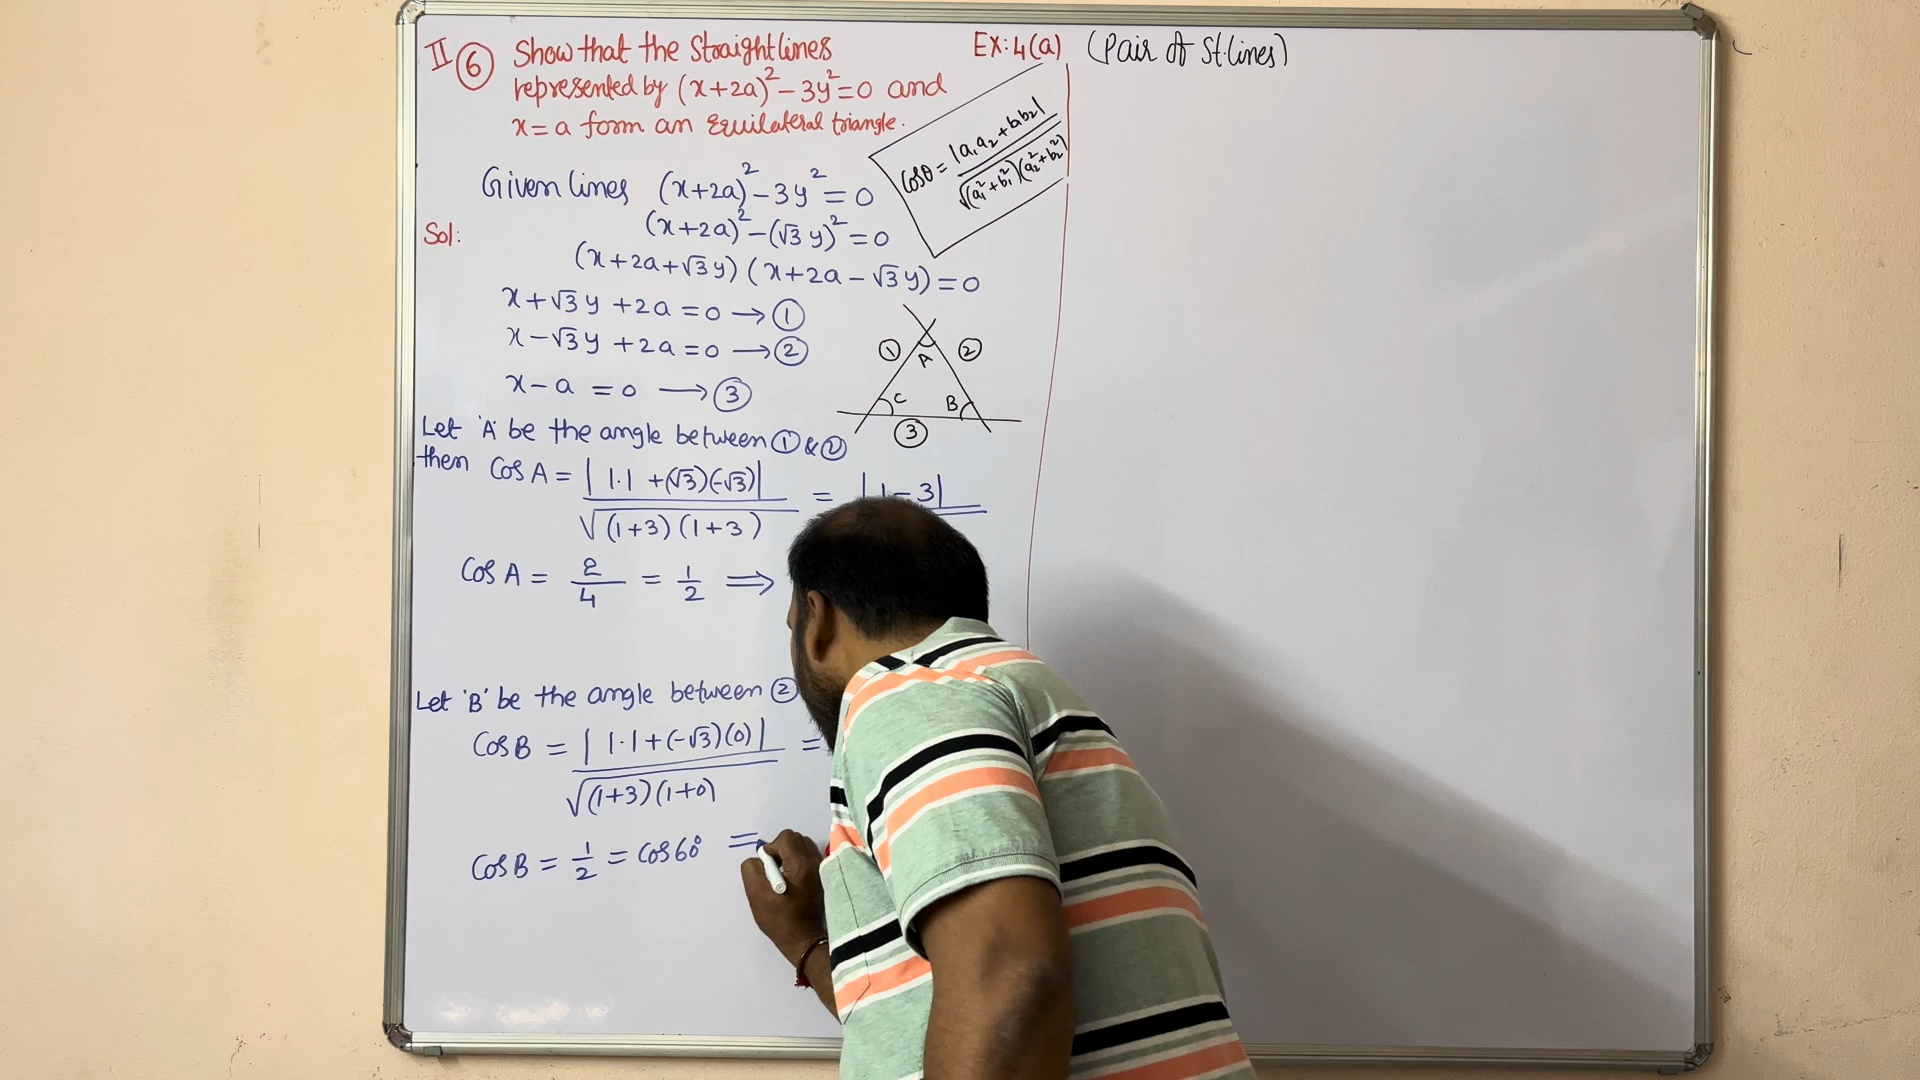 II ⑥ Show that the Straight lines
represented by (x+2a)² - 3y² = 0 and
x = a form an Equilateral triangle.
Ex: 4(a) (Pair of St. lines)
Cosθ = |a₁a₂ + b₁b₂| / √(a₁²+b₁²)(a₂²+b₂²)
Given lines (x+2a)² - 3y² = 0
Sol:
(x+2a)² - (√3 y)² = 0
(x+2a+√3y) (x+2a-√3y) = 0
x+√3y +2a = 0 → ①
x-√3y +2a = 0 → ②
x - a = 0 → ③
① ②
A
C B
③
Let 'A' be the angle between ① & ②
then Cos A = |1·1 +(√3)(-√3)| / √(1+3)(1+3) = |1-3|
Cos A = 2/4 = 1/2 ⇒
Let 'B' be the angle between ②
Cos B = |1·1+(-√3)(0)| / √(1+3)(1+0) =
Cos B = 1/2 = Cos60° =